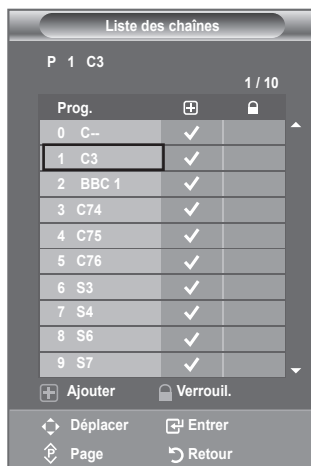 Liste des chaînes
P 1 C3
1 / 10
Prog.
0 C--
1 C3
2 BBC 1
3 C74
4 C75
5 C76
6 S3
7 S4
8 S6
9 S7
Ajouter Verrouil.
Déplacer Entrer
P Page Retour